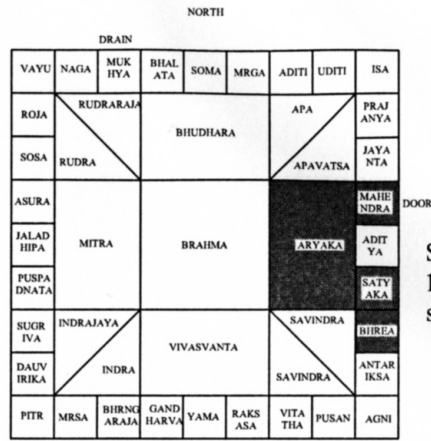 NORTH
DRAIN
VAYU NAGA MUK HYA BHAL ATA SOMA MRGA ADITI UDITI ISA
ROJA RUDRARAJA BHUDHARA APA PRAJ ANYA
SOSA RUDRA APAVATSA JAYA NTA
ASURA MAHE NDRA DOOR
JALAD HIPA MITRA BRAHMA ARYAKA ADIT YA
PUSPA DNATA SATY AKA
SUGR IVA INDRAJAYA VIVASVANTA SAVINDRA BHREA
DAUV IRIKA INDRA SAVINDRA ANTAR IKSA
PITR MRSA BHRNG ARAJA GAND HARVA YAMA RAKS ASA VITA THA PUSAN AGNI